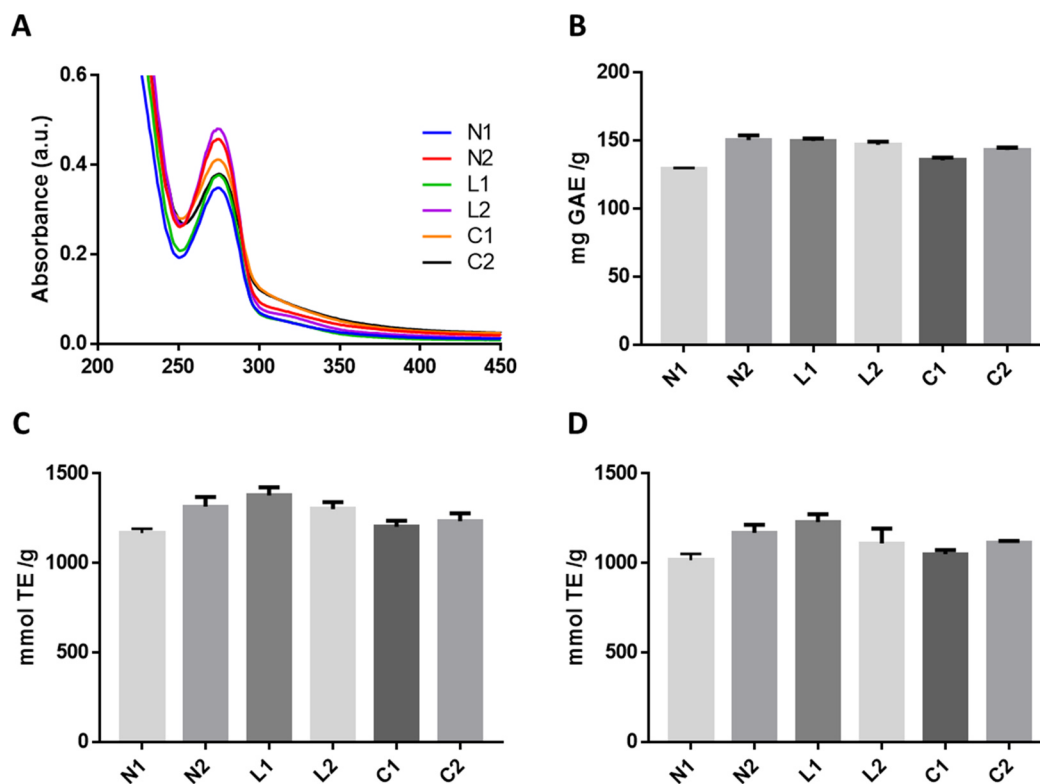 A
Absorbance (a.u.)
0.6
0.4
0.2
0.0
200
250
300
350
400
450
N1
N2
L1
L2
C1
C2
B
mg GAE /g
200
150
100
50
0
N1
N2
L1
L2
C1
C2
C
mmol TE /g
1500
1000
500
0
N1
N2
L1
L2
C1
C2
D
mmol TE /g
1500
1000
500
0
N1
N2
L1
L2
C1
C2